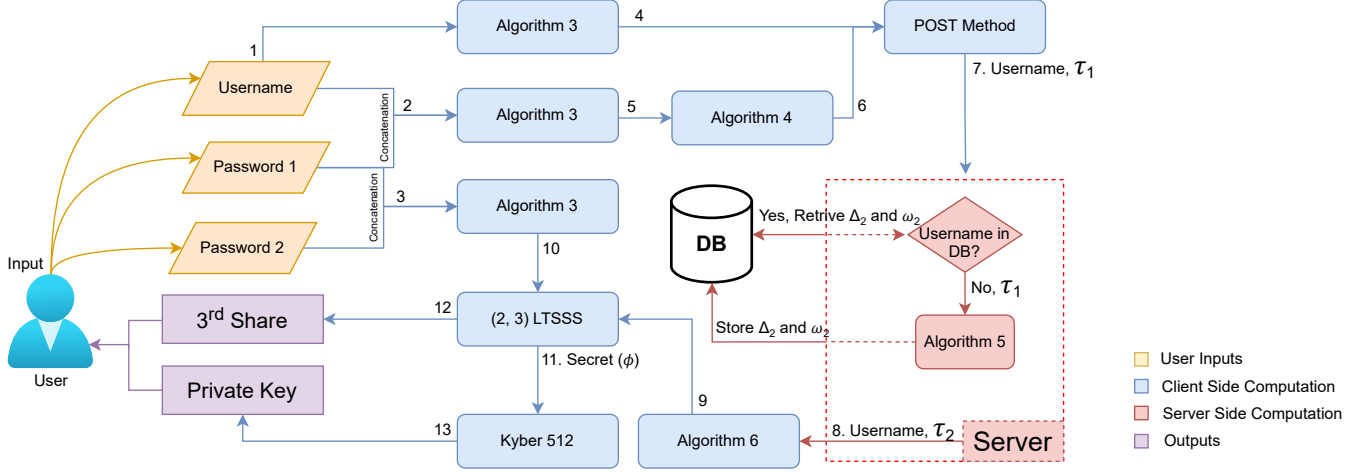 4
Algorithm 3
POST Method
1
7. Username, τ₁
Username
Concatenation
2
Algorithm 3
5
Algorithm 4
6
Password 1
Concatenation
3
Algorithm 3
Password 2
10
DB
Yes, Retrive Δ₂ and ω₂
Username in
DB?
No, τ₁
Input
User
3rd Share
12
(2, 3) LTSSS
Store Δ₂ and ω₂
Algorithm 5
11. Secret (ϕ)
Private Key
13
Kyber 512
9
Algorithm 6
8. Username, τ₂
Server
User Inputs
Client Side Computation
Server Side Computation
Outputs